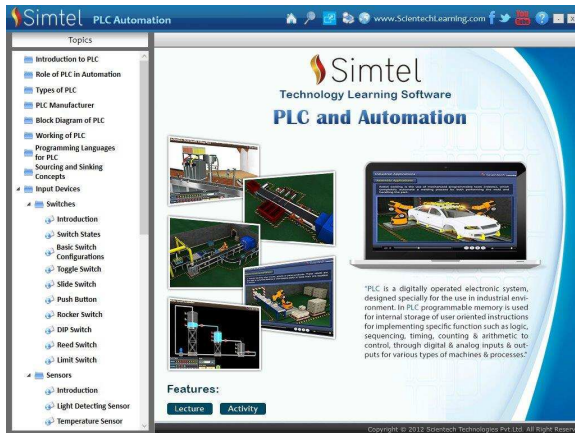 Simtel PLC Automation
www.ScientechLearning.com
Topics
Introduction to PLC
Role of PLC in Automation
Types of PLC
PLC Manufacturer
Block Diagram of PLC
Working of PLC
Programming Languages
for PLC
Sourcing and Sinking
Concepts
Input Devices
Switches
Introduction
Switch States
Basic Switch
Configurations
Toggle Switch
Slide Switch
Push Button
Rocker Switch
DIP Switch
Reed Switch
Limit Switch
Sensors
Introduction
Light Detecting Sensor
Temperature Sensor
Simtel
Technology Learning Software
PLC and Automation
"PLC is a digitally operated electronic system,
designed specially for the use in industrial envi-
ronment. In PLC programmable memory is used
for internal storage of user oriented instructions
for implementing specific function such as logic,
sequencing, timing, counting & arithmetic to
control, through digital & analog inputs & out-
puts for various types of machines & processes."
Features:
Lecture Activity
Copyright © 2012 Scientech Technologies Pvt.Ltd. All Right Reserv